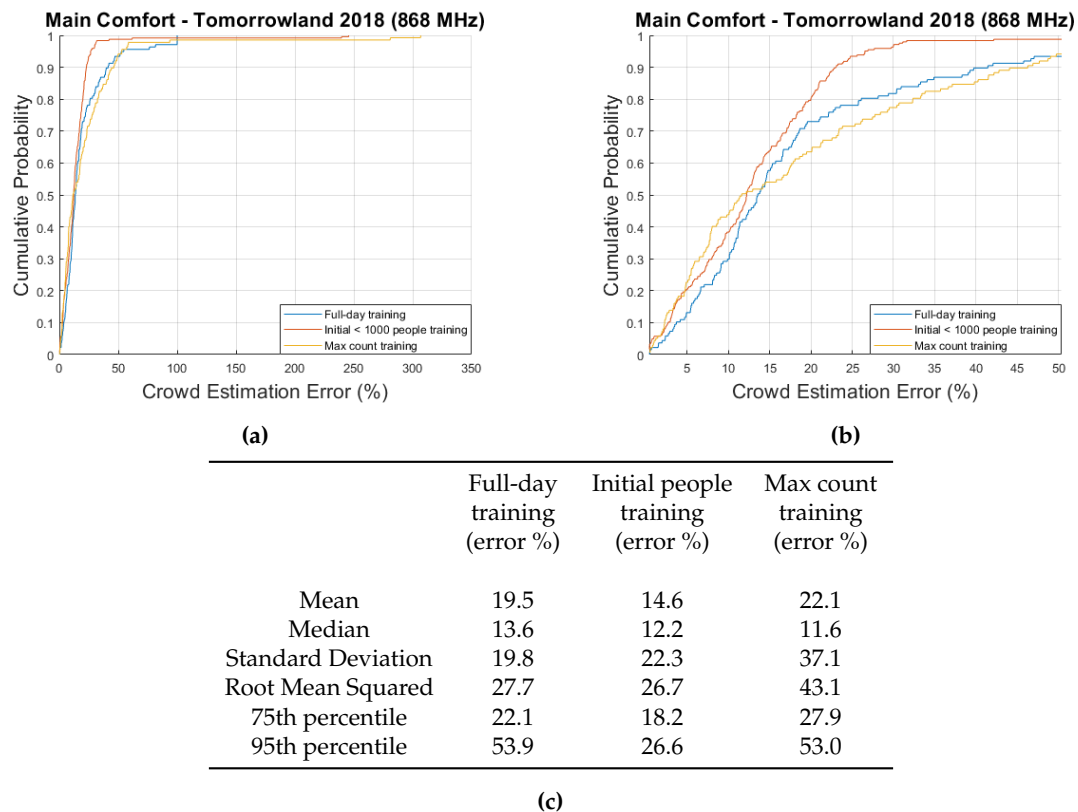 Main Comfort - Tomorrowland 2018 (868 MHz)
1
0.9
0.8
0.7
0.6
0.5
0.4
0.3
0.2
0.1
0
Cumulative Probability
Full-day training
Initial < 1000 people training
Max count training
0 50 100 150 200 250 300 350
Crowd Estimation Error (%)
(a)
Main Comfort - Tomorrowland 2018 (868 MHz)
1
0.9
0.8
0.7
0.6
0.5
0.4
0.3
0.2
0.1
0
Cumulative Probability
Full-day training
Initial < 1000 people training
Max count training
5 10 15 20 25 30 35 40 45 50
Crowd Estimation Error (%)
(b)
Full-day Initial people Max count
training training training
(error %) (error %) (error %)
Mean 19.5 14.6 22.1
Median 13.6 12.2 11.6
Standard Deviation 19.8 22.3 37.1
Root Mean Squared 27.7 26.7 43.1
75th percentile 22.1 18.2 27.9
95th percentile 53.9 26.6 53.0
(c)